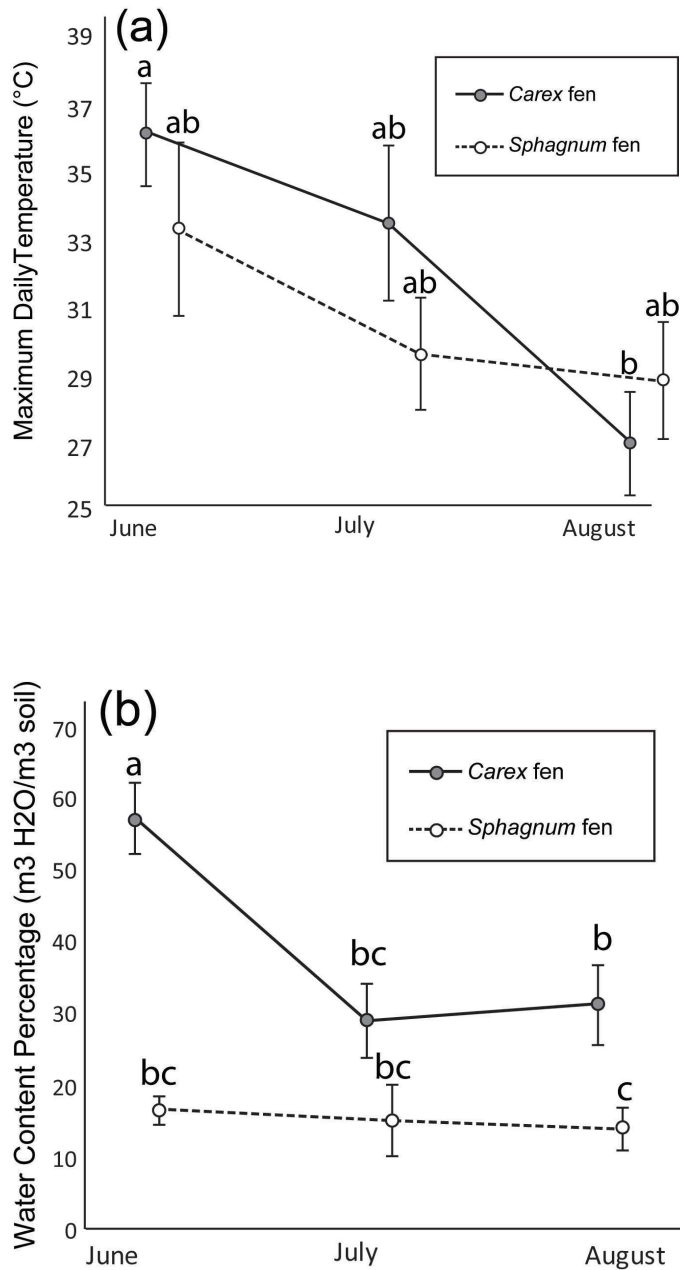 (a)
Maximum DailyTemperature (°C)
39
37
35
33
31
29
27
25
a
ab
ab
ab
b
ab
Carex fen
Sphagnum fen
June
July
August
(b)
Water Content Percentage (m3 H2O/m3 soil)
70
60
50
40
30
20
10
0
a
bc
b
bc
bc
c
Carex fen
Sphagnum fen
June
July
August